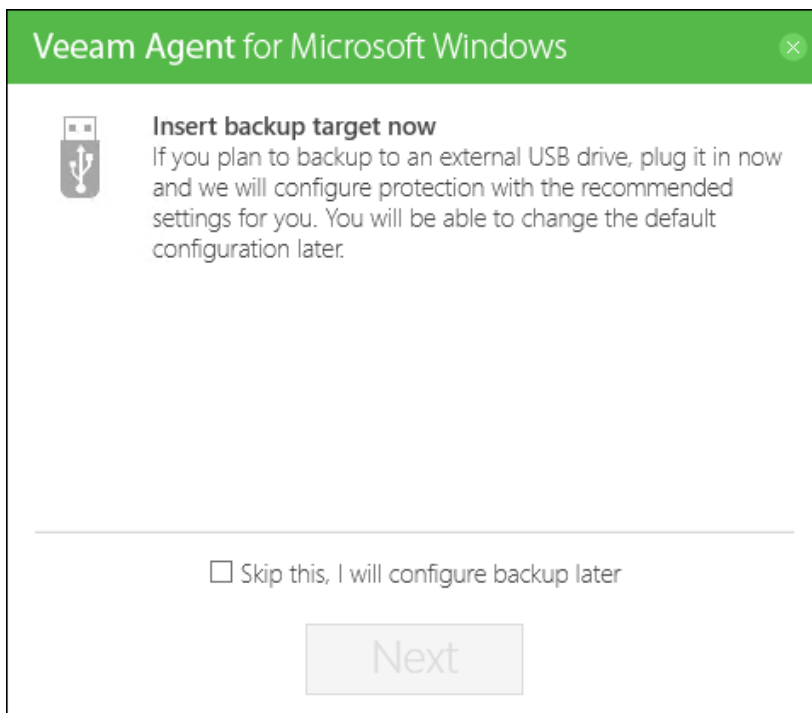 Veeam Agent for Microsoft Windows
Insert backup target now
If you plan to backup to an external USB drive, plug it in now
and we will configure protection with the recommended
settings for you. You will be able to change the default
configuration later.
Skip this, I will configure backup later
Next